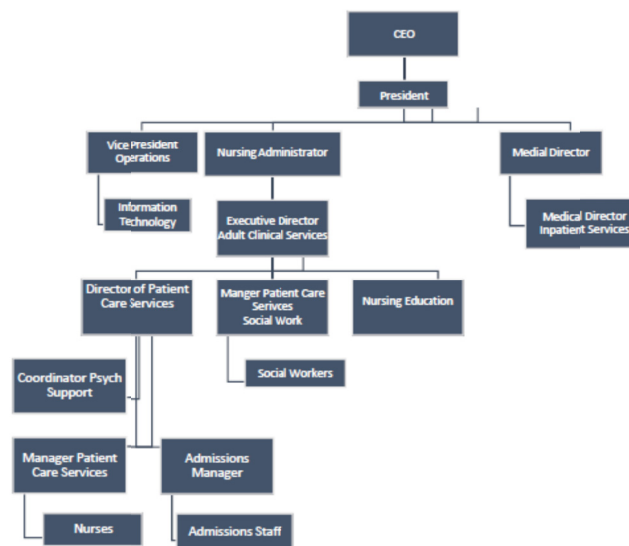 CEO
President
Vice President
Operations
Nursing Administrator
Medial Director
Information
Technology
Executive Director
Adult Clinical Services
Medical Director
Inpatient Services
Director of Patient
Care Services
Manger Patient Care
Serivces
Social Work
Nursing Education
Social Workers
Coordinator Psych
Support
Manager Patient
Care Services
Admissions
Manager
Nurses
Admissions Staff